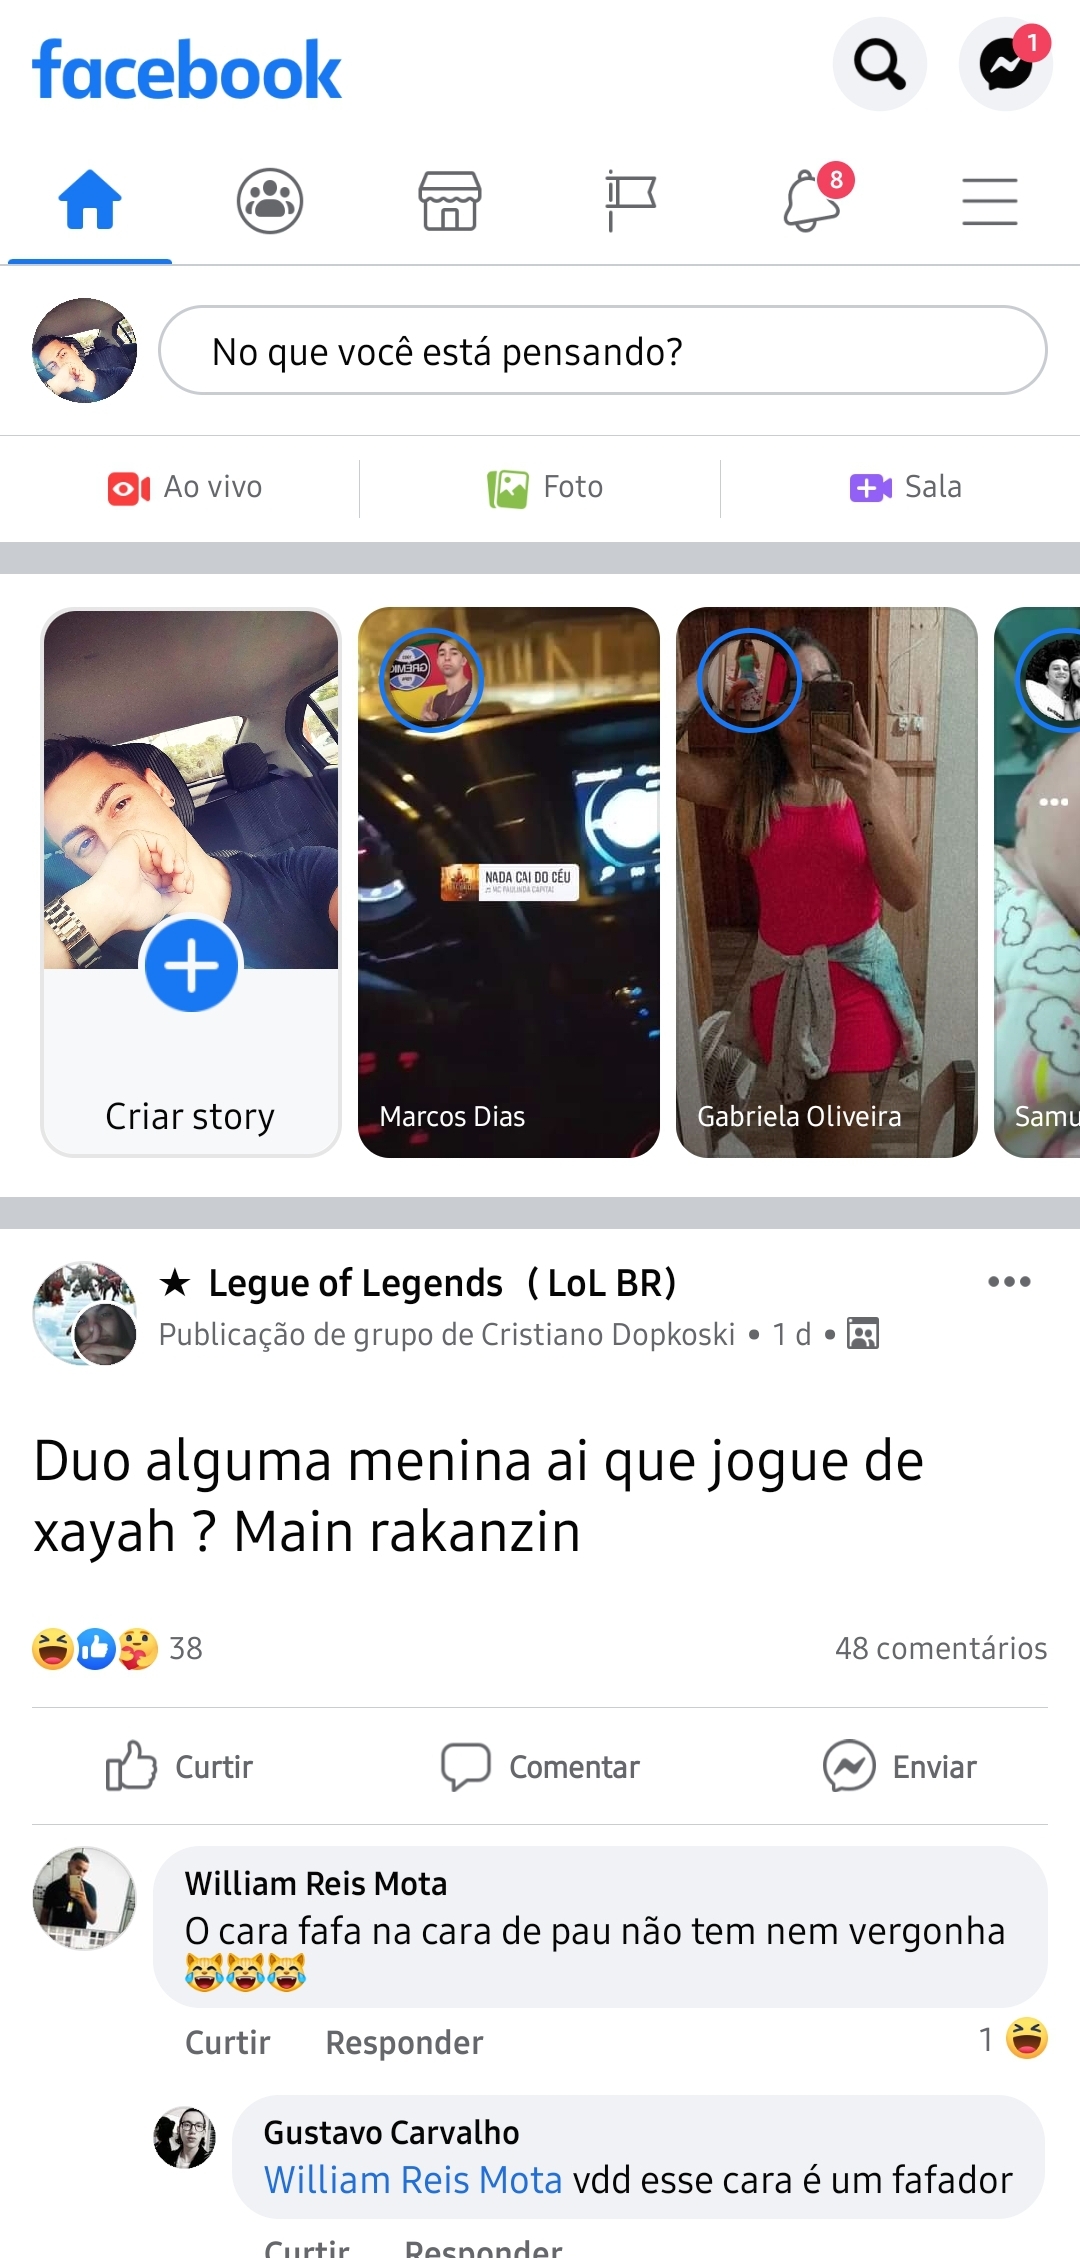 facebook
1
8
No que você está pensando?
Ao vivo
Foto
Sala
GRÊMIO
NADA CAI DO CÉU
MC PAULINDA CAPITAL
Criar story
Marcos Dias
Gabriela Oliveira
Samu
★ Legue of Legends ( LoL BR)
Publicação de grupo de Cristiano Dopkoski • 1 d •
Duo alguma menina ai que jogue de
xayah ? Main rakanzin
38
48 comentários
Curtir
Comentar
Enviar
William Reis Mota
O cara fafa na cara de pau não tem nem vergonha
😹😹😹
Curtir Responder
1
Gustavo Carvalho
William Reis Mota vdd esse cara é um fafador
Curtir Responder